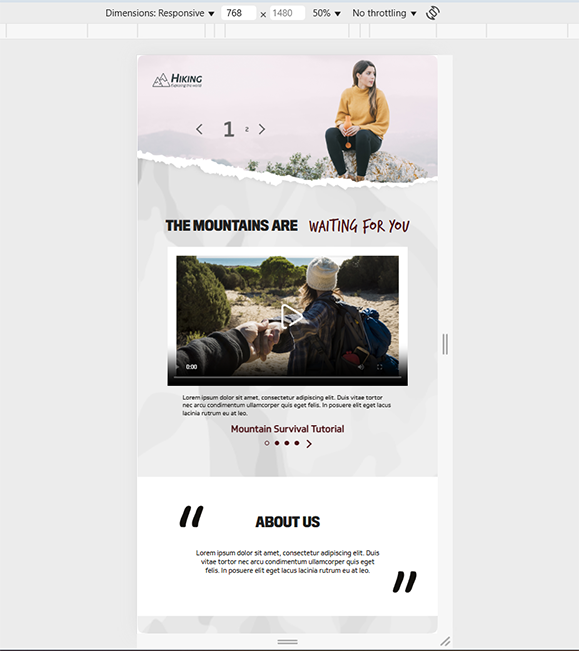 Dimensions: Responsive 768 × 1480 50% No throttling
HIKING
Exploring the world
1 2
THE MOUNTAINS ARE WAITING FOR YOU
0:00
Lorem ipsum dolor sit amet, consectetur adipiscing elit. Duis vitae tortor
nec arcu condimentum ullamcorper quis eget felis. In posuere elit eget lacus
lacinia rutrum eu at leo.
Mountain Survival Tutorial
ABOUT US
Lorem ipsum dolor sit amet, consectetur adipiscing elit. Duis
vitae tortor nec arcu condimentum ullamcorper quis eget
felis. In posuere elit eget lacus lacinia rutrum eu at leo.